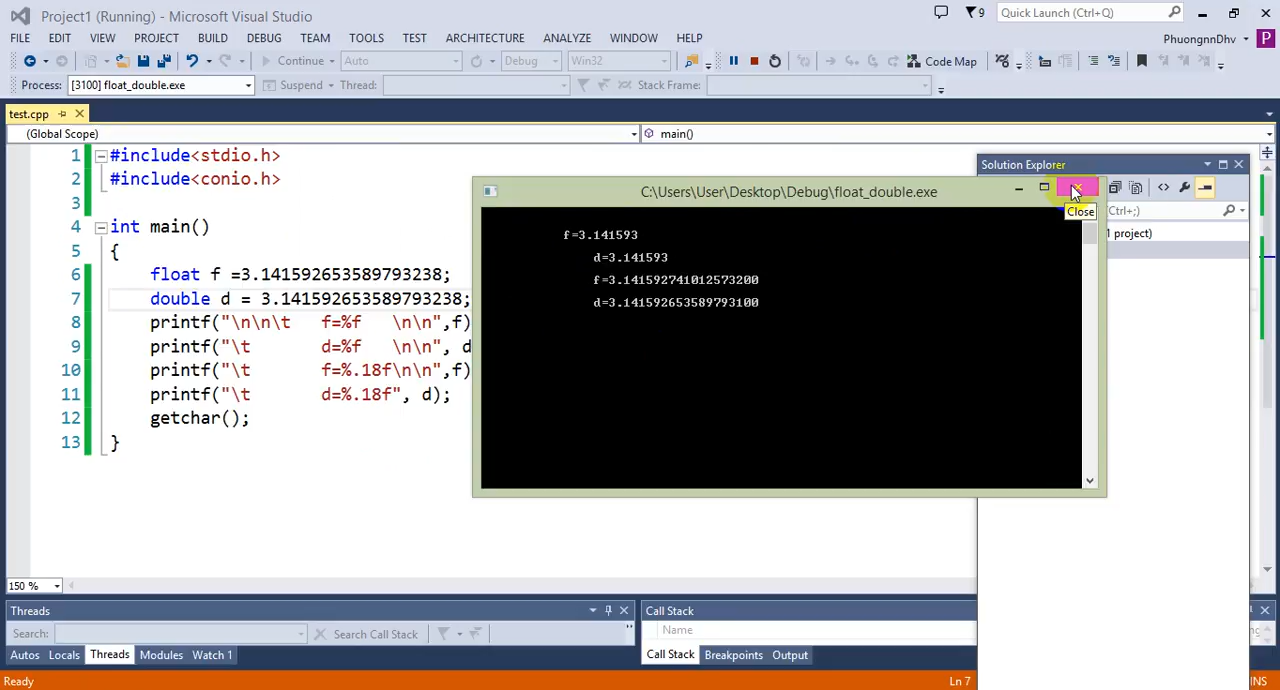 Project1 (Running) - Microsoft Visual Studio
9
Quick Launch (Ctrl+Q)
FILE EDIT VIEW PROJECT BUILD DEBUG TEAM TOOLS TEST ARCHITECTURE ANALYZE WINDOW HELP
PhuongnnDhv P
Continue Auto Debug Win32 Code Map
Process: [3100] float_double.exe Suspend Thread: Stack Frame:
test.cpp
(Global Scope) main()
1 #include<stdio.h>
2 #include<conio.h>
3
4 int main()
5 {
6 float f =3.141592653589793238;
7 double d = 3.141592653589793238;
8 printf("\n\n\t f=%f \n\n",f)
9 printf("\t d=%f \n\n", d
10 printf("\t f=%.18f\n\n",f)
11 printf("\t d=%.18f", d);
12 getchar();
13 }
Solution Explorer
Ctrl+;)
1 project)
C:\Users\User\Desktop\Debug\float_double.exe
Close
f=3.141593
d=3.141593
f=3.141592741012573200
d=3.141592653589793100
150 %
Threads
Search: Search Call Stack
Autos Locals Threads Modules Watch 1
Call Stack
Name
Call Stack Breakpoints Output
Ready Ln 7 INS